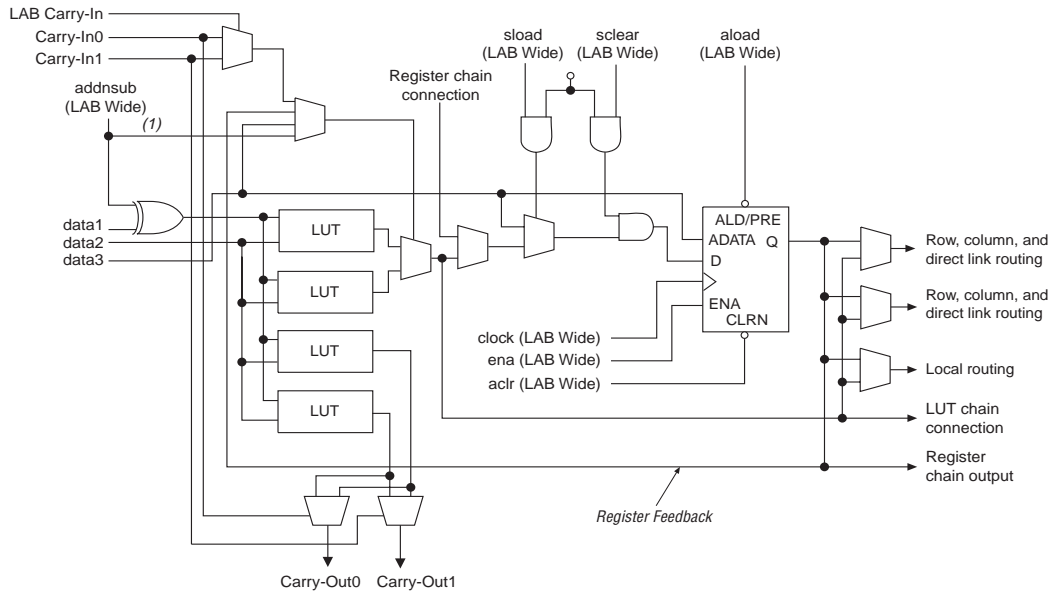 LAB Carry-In
Carry-In0
Carry-In1
addnsub
(LAB Wide)
(1)
Register chain
connection
sload
(LAB Wide)
sclear
(LAB Wide)
aload
(LAB Wide)
data1
data2
data3
LUT
LUT
LUT
LUT
ALD/PRE
ADATA Q
D
ENA
CLRN
clock (LAB Wide)
ena (LAB Wide)
aclr (LAB Wide)
Row, column, and
direct link routing
Row, column, and
direct link routing
Local routing
LUT chain
connection
Register
chain output
Register Feedback
Carry-Out0
Carry-Out1